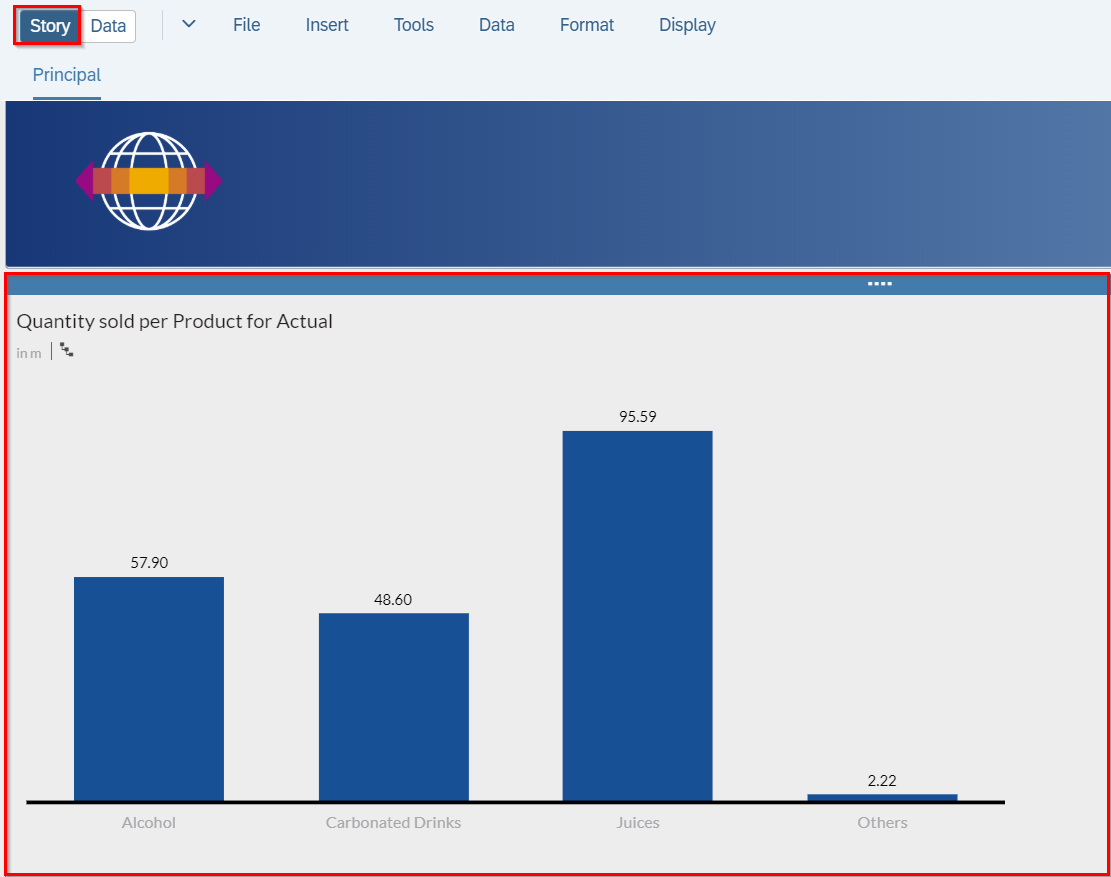 Story Data File Insert Tools Data Format Display
Principal
Quantity sold per Product for Actual
in m
95.59
57.90
48.60
2.22
Alcohol Carbonated Drinks Juices Others